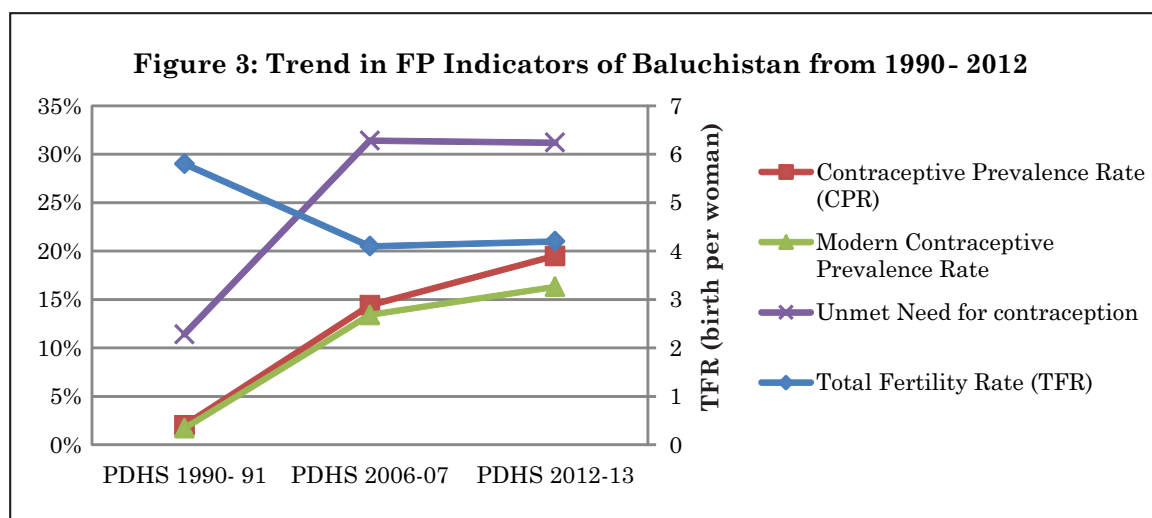 Figure 3: Trend in FP Indicators of Baluchistan from 1990- 2012
35%
30%
25%
20%
15%
10%
5%
0%
7
6
5
4
3
2
1
0
TFR (birth per woman)
PDHS 1990- 91
PDHS 2006-07
PDHS 2012-13
Contraceptive Prevalence Rate
(CPR)
Modern Contraceptive
Prevalence Rate
Unmet Need for contraception
Total Fertility Rate (TFR)